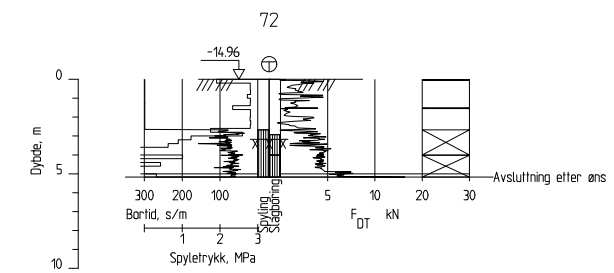 72
-14.96
0
5
10
Dybde, m
300 200 100 5 10 20 30
Avsluttning etter øns
Bortid, s/m
Spyling
Slagboring
F DT kN
1 2 3
Spyletrykk, MPa